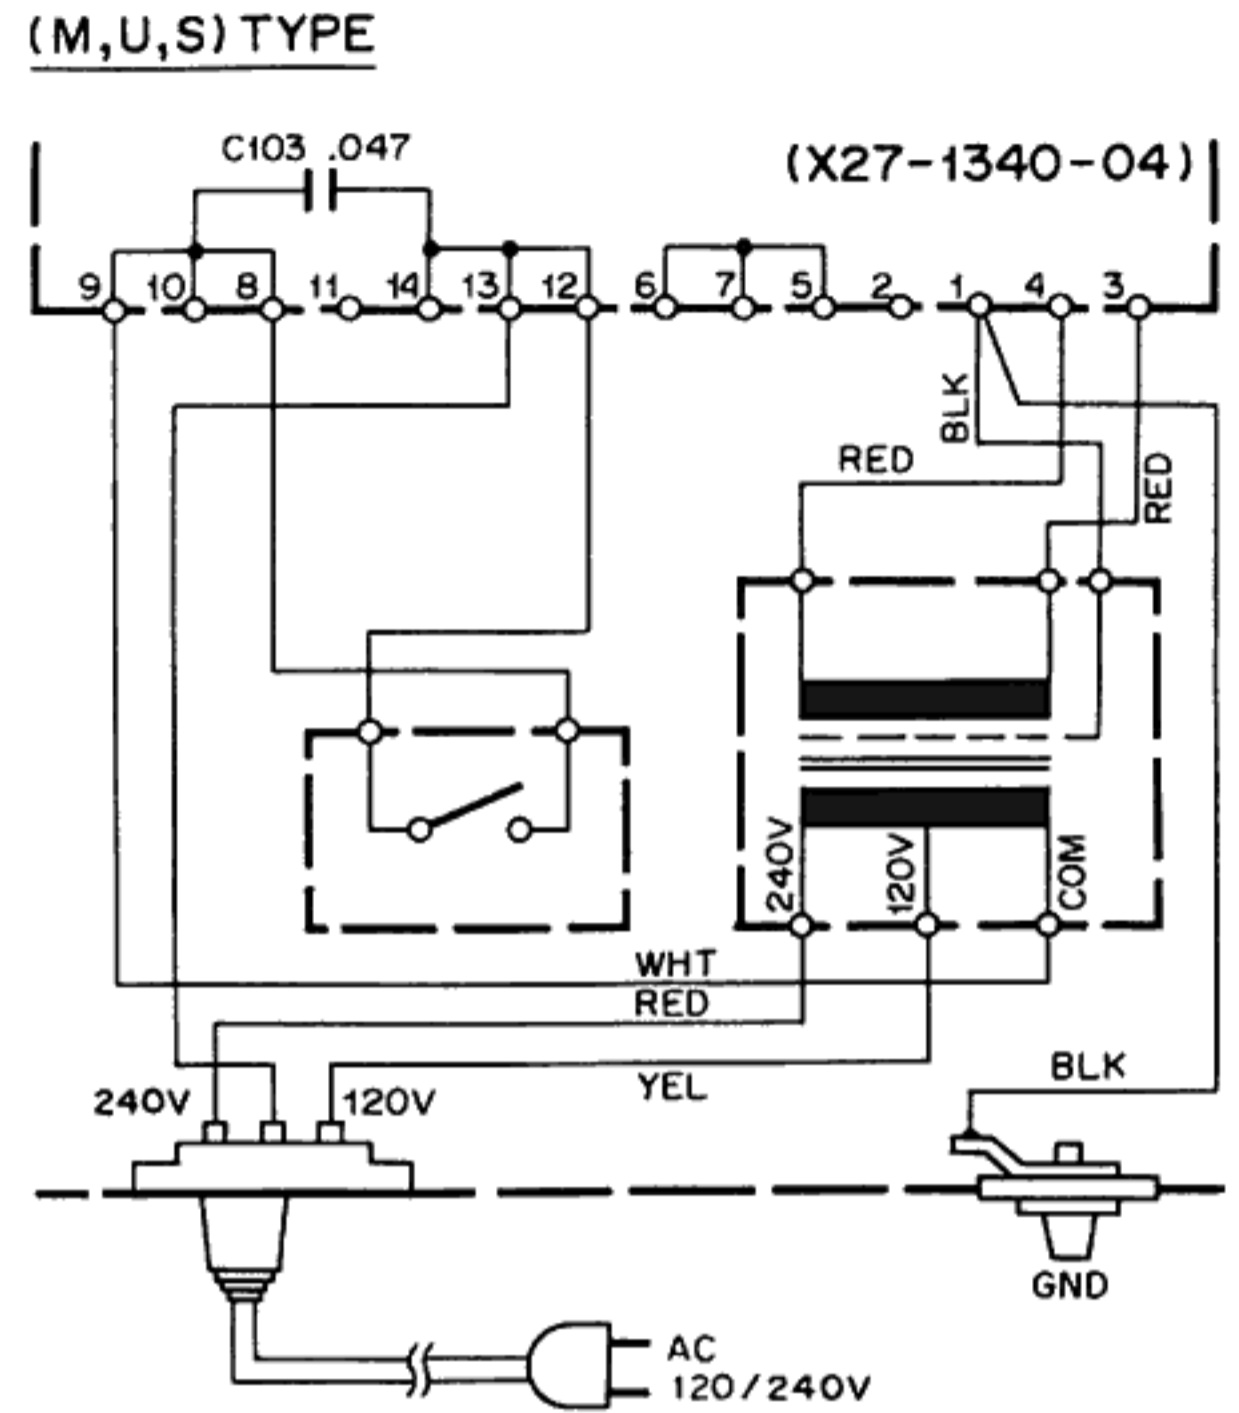 (M,U,S) TYPE
C103 .047
(X27-1340-04)
9 10 8 11 14 13 12 6 7 5 2 1 4 3
BLK
RED
RED
240V
120V
COM
WHT
RED
YEL
BLK
240V
120V
GND
AC
120/240V